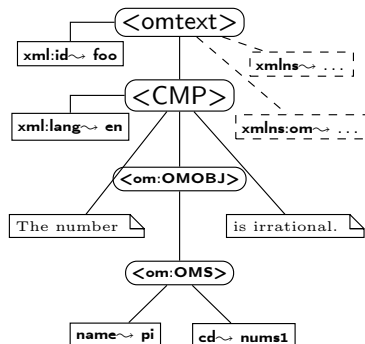 <omtext>
xml:id⤳ foo
xmlns⤳ ...
<CMP>
xml:lang⤳ en
xmlns:om⤳ ...
<om:OMOBJ>
The number
is irrational.
<om:OMS>
name⤳ pi
cd⤳ nums1